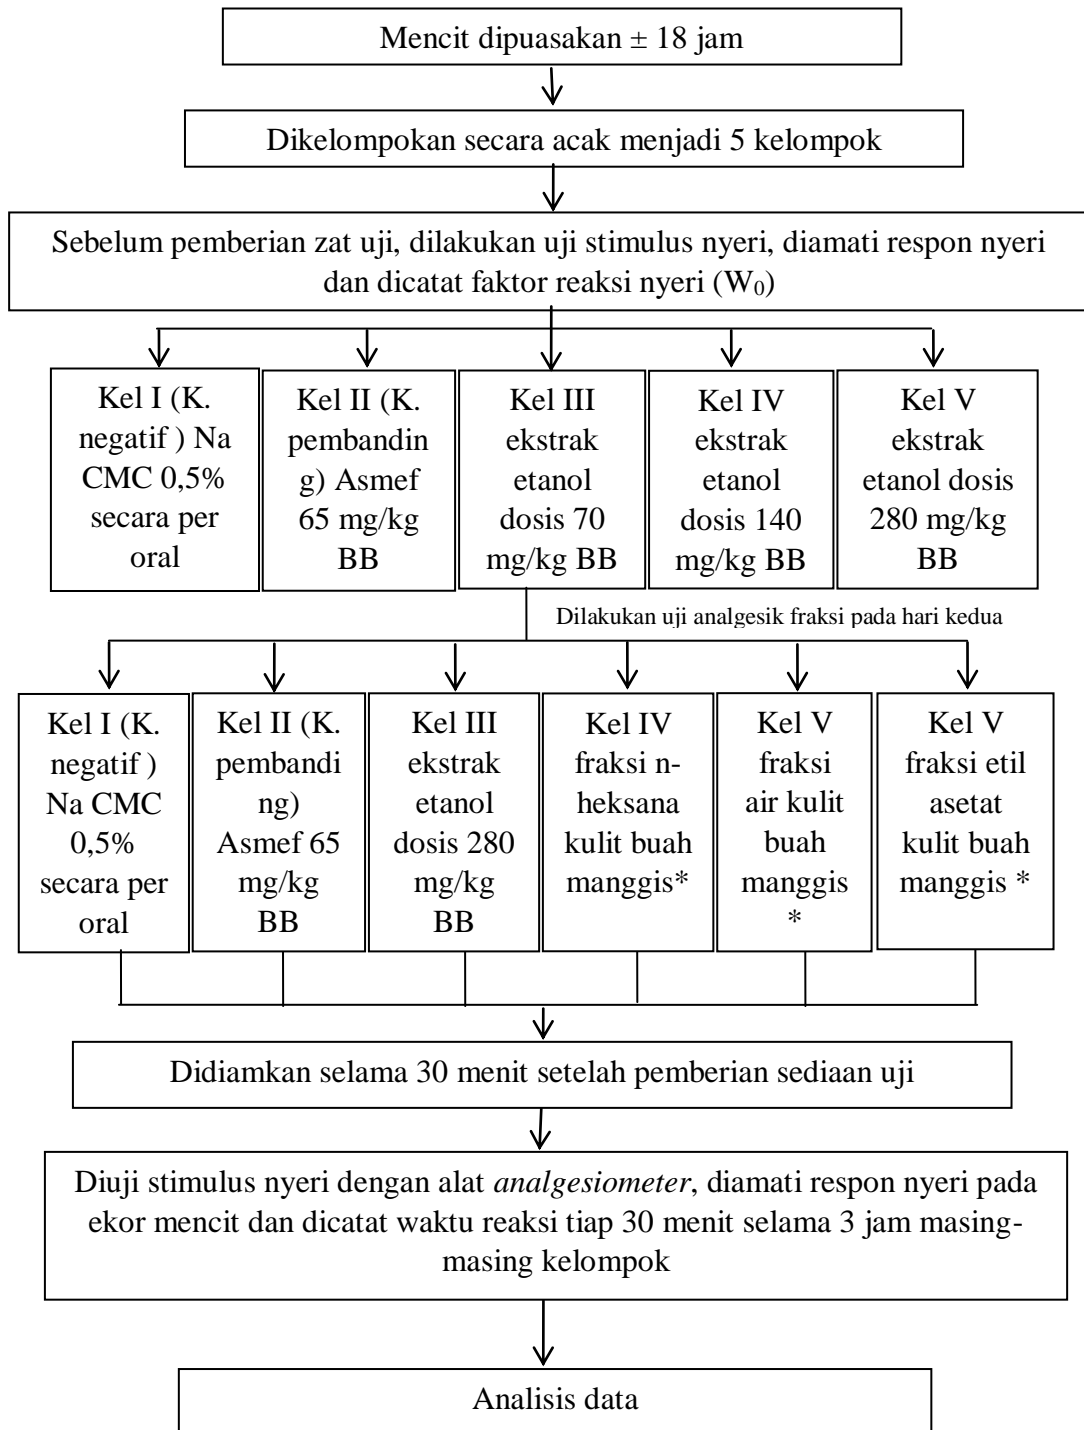 Mencit dipuasakan ± 18 jam
Dikelompokan secara acak menjadi 5 kelompok
Sebelum pemberian zat uji, dilakukan uji stimulus nyeri, diamati respon nyeri
dan dicatat faktor reaksi nyeri (W₀)
Kel I (K.
negatif ) Na
CMC 0,5%
secara per
oral
Kel II (K.
pembandin
g) Asmef
65 mg/kg
BB
Kel III
ekstrak
etanol
dosis 70
mg/kg BB
Kel IV
ekstrak
etanol
dosis 140
mg/kg BB
Kel V
ekstrak
etanol dosis
280 mg/kg
BB
Dilakukan uji analgesik fraksi pada hari kedua
Kel I (K.
negatif )
Na CMC
0,5%
secara per
oral
Kel II (K.
pembandi
ng)
Asmef 65
mg/kg
BB
Kel III
ekstrak
etanol
dosis 280
mg/kg
BB
Kel IV
fraksi n-
heksana
kulit buah
manggis*
Kel V
fraksi
air kulit
buah
manggis
*
Kel V
fraksi etil
asetat
kulit buah
manggis *
Didiamkan selama 30 menit setelah pemberian sediaan uji
Diuji stimulus nyeri dengan alat analgesiometer, diamati respon nyeri pada
ekor mencit dan dicatat waktu reaksi tiap 30 menit selama 3 jam masing-
masing kelompok
Analisis data